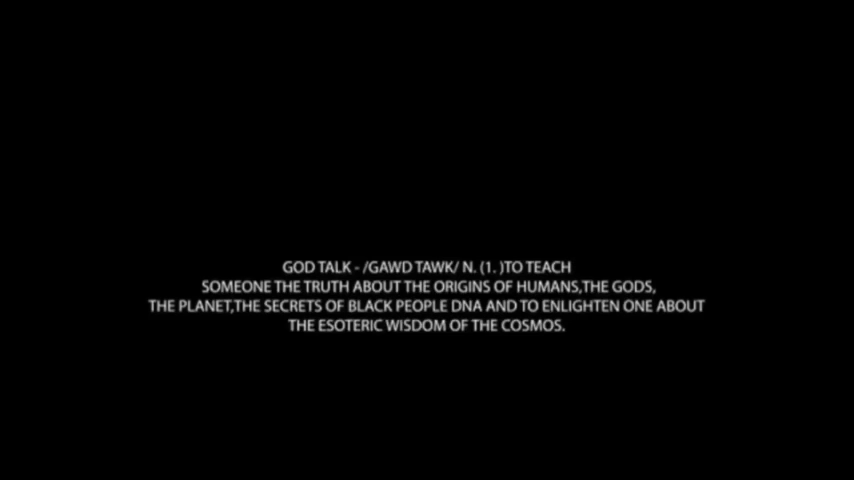 GOD TALK - /GAWD TAWK/ N. (1. )TO TEACH
SOMEONE THE TRUTH ABOUT THE ORIGINS OF HUMANS,THE GODS,
THE PLANET,THE SECRETS OF BLACK PEOPLE DNA AND TO ENLIGHTEN ONE ABOUT
THE ESOTERIC WISDOM OF THE COSMOS.